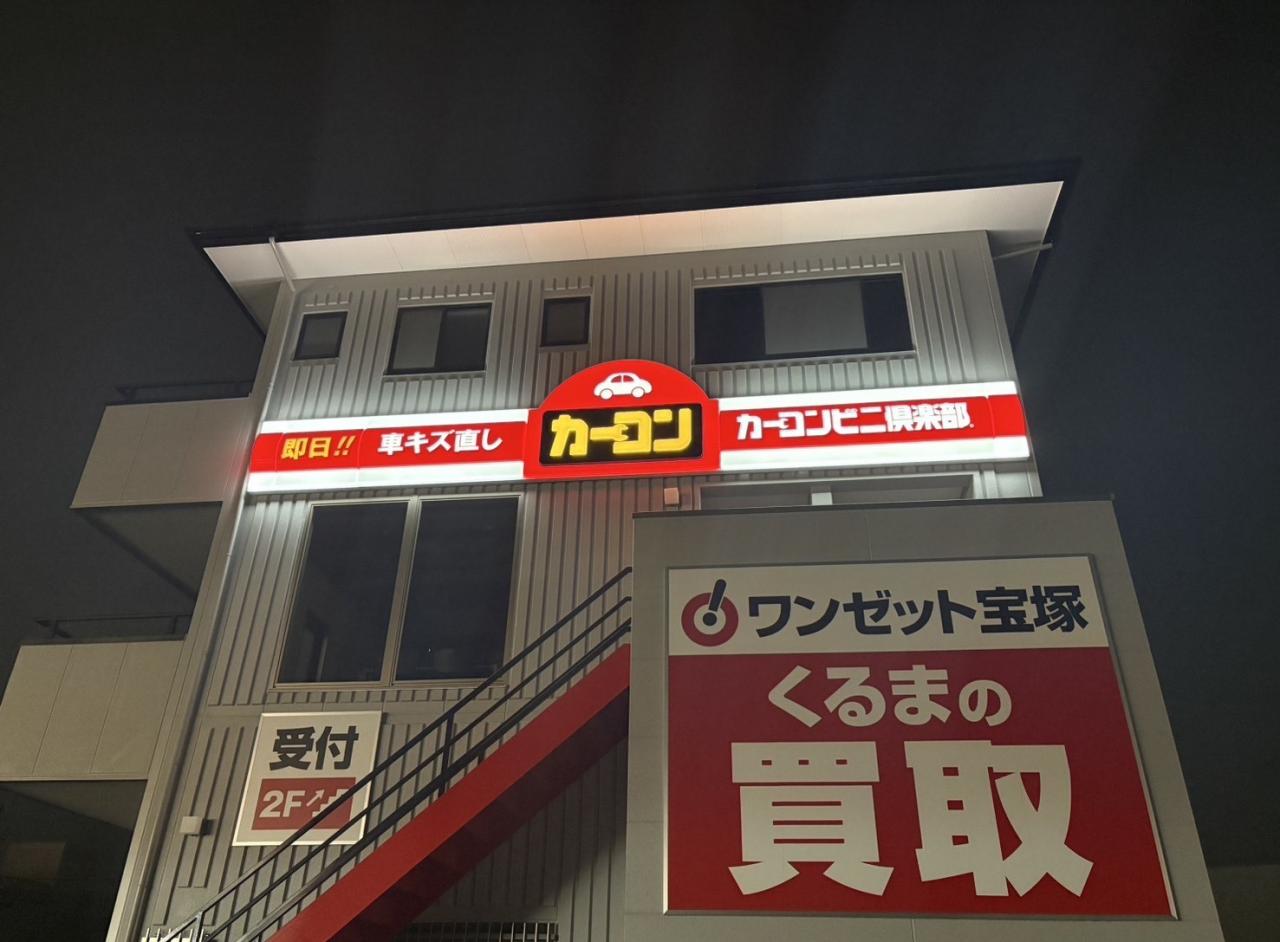 即日!! 車キズ直し
カーコン
カーコンビニ倶楽部®
ワンゼット宝塚
くるまの
買取
受付
2F